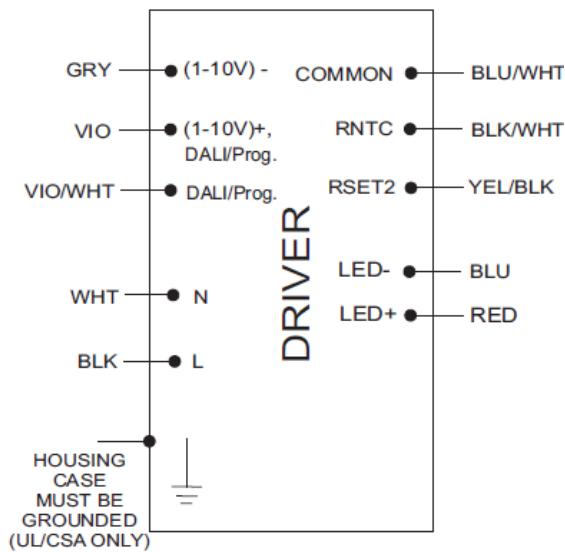 GRY
(1-10V) -
COMMON
BLU/WHT
VIO
(1-10V)+,
DALI/Prog.
RNTC
BLK/WHT
VIO/WHT
DALI/Prog.
RSET2
YEL/BLK
DRIVER
LED-
BLU
WHT
N
LED+
RED
BLK
L
HOUSING
CASE
MUST BE
GROUNDED
(UL/CSA ONLY)